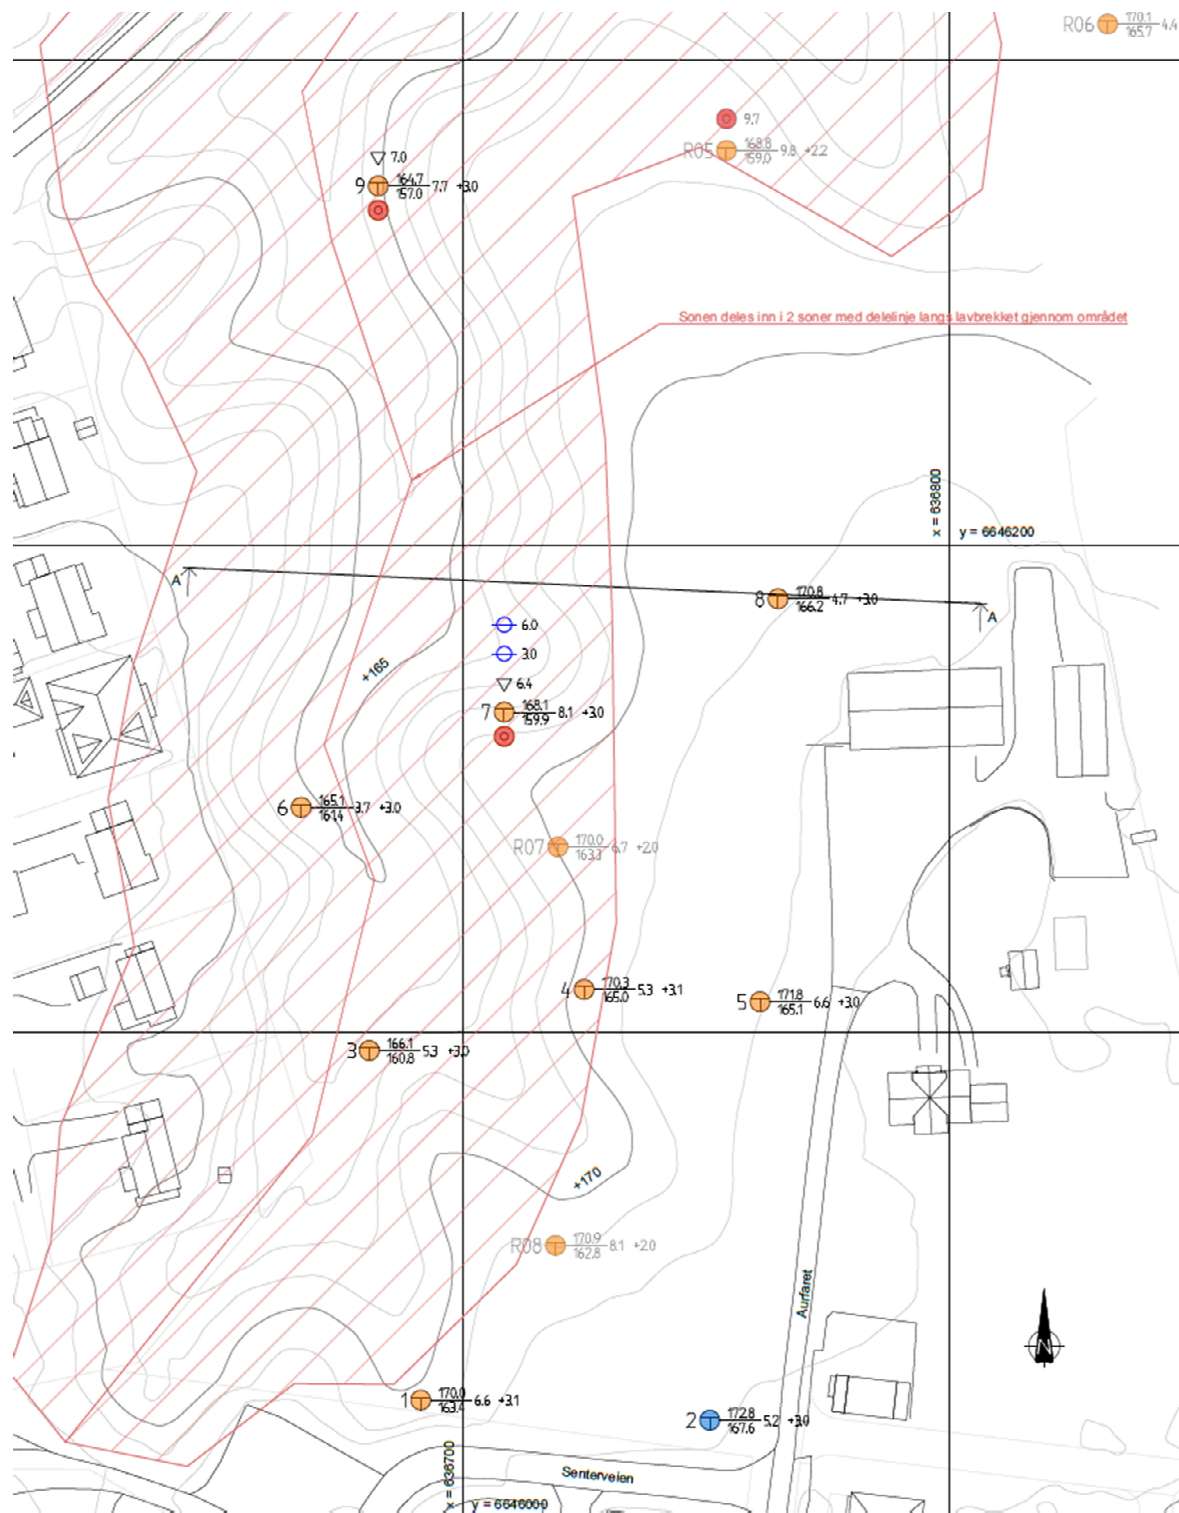 R06 170.1 4.4
165.7
9.7
R05 168.8 9.8 +2.2
159.0
7.0
9 164.7 7.7 +3.0
157.0
Sonen deles inn i 2 soner med delelinje langs lavbrekket gjennom området
x = 636800
y = 6646200
A
8 170.8 4.7 +3.0
166.2
A
6.0
3.0
+165
6.4
7 168.1 8.1 +3.0
159.9
6 165.1 3.7 +3.0
161.4
R07 170.0 6.7 +2.0
163.3
4 170.3 5.3 +3.1
165.0
5 171.8 6.6 +3.0
165.1
3 166.1 5.3 +3.0
160.8
+170
R08 170.9 8.1 +2.0
162.8
Aurfaret
N
1 170.0 6.6 +3.1
163.4
2 172.8 5.2 +3.0
167.6
x = 636700
Senterveien
y = 6646000